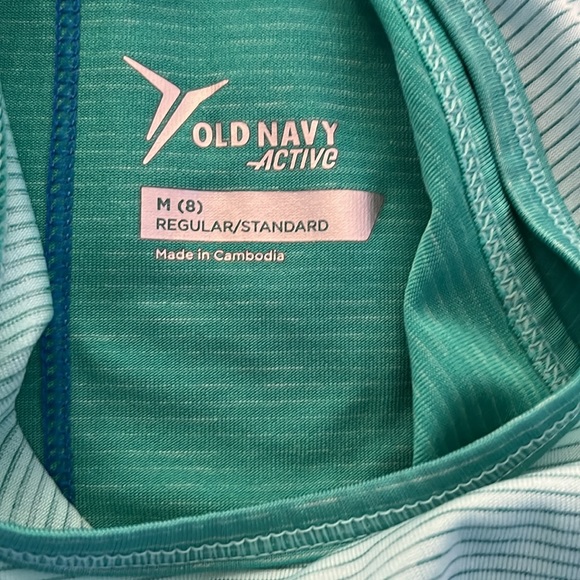 OLD NAVY
ACTIVE
M (8)
REGULAR/STANDARD
Made in Cambodia